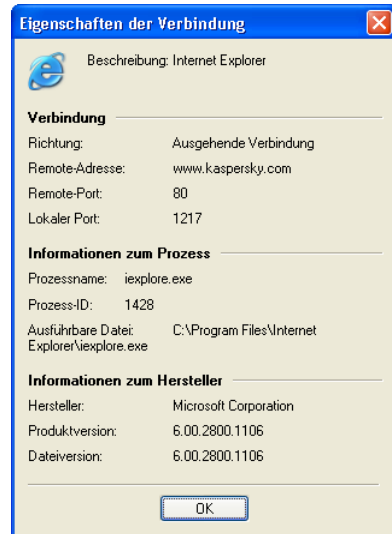 Eigenschaften der Verbindung
Beschreibung: Internet Explorer
Verbindung
Richtung: Ausgehende Verbindung
Remote-Adresse: www.kaspersky.com
Remote-Port: 80
Lokaler Port: 1217
Informationen zum Prozess
Prozessname: iexplore.exe
Prozess-ID: 1428
Ausführbare Datei: C:\Program Files\Internet
Explorer\iexplore.exe
Informationen zum Hersteller
Hersteller: Microsoft Corporation
Produktversion: 6.00.2800.1106
Dateiversion: 6.00.2800.1106
OK